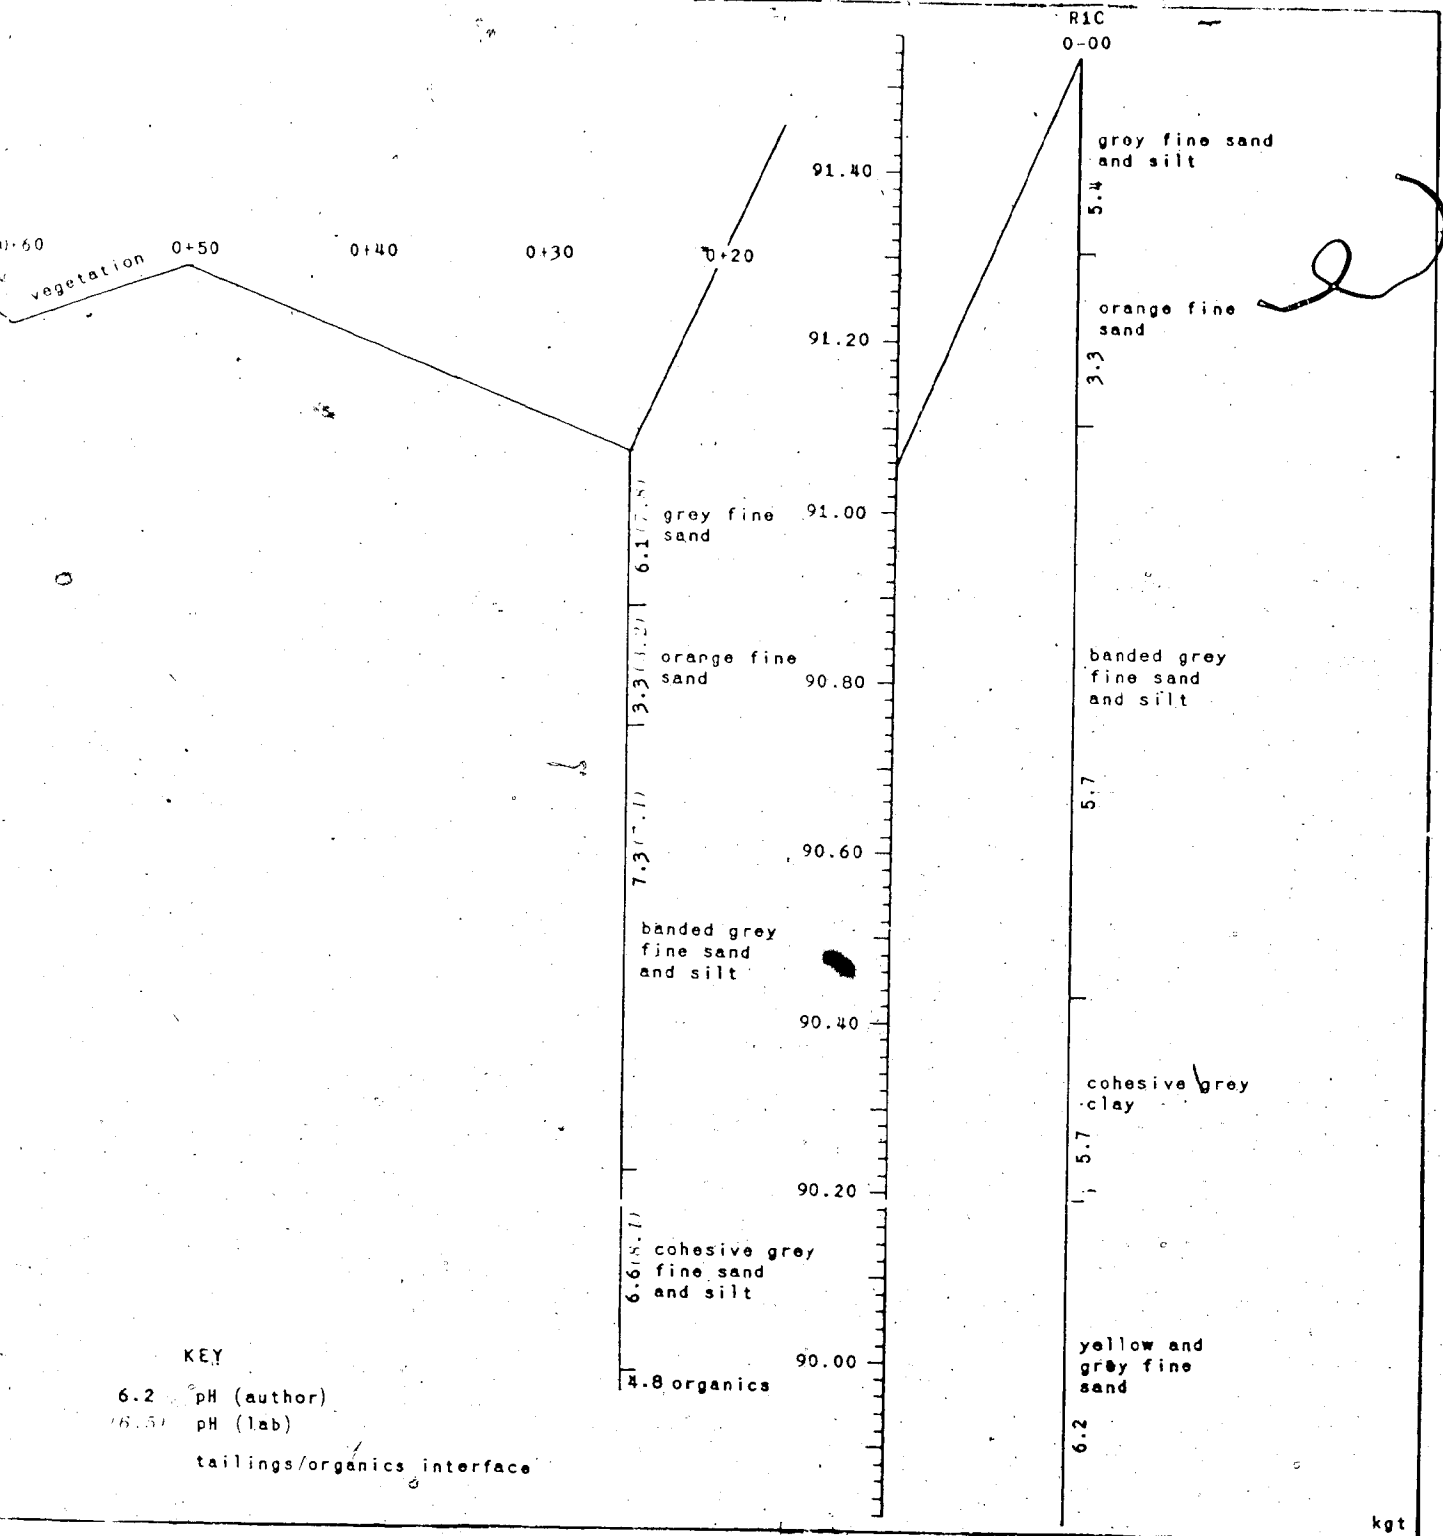 R1C
0-00
91.40
91.20
91.00
90.80
90.60
90.40
90.20
90.00
0+50
0+40
0+30
0+20
vegetation
grey fine
sand
6.1
orange fine
sand
3.3
7.3
banded grey
fine sand
and silt
cohesive grey
fine sand
and silt
6.6
4.8 organics
grey fine sand
and silt
5.4
orange fine
sand
3.3
banded grey
fine sand
and silt
5.7
cohesive grey
clay
5.7
yellow and
grey fine
sand
6.2
KEY
6.2 pH (author)
(6.5) pH (lab)
tailings/organics interface
kgt